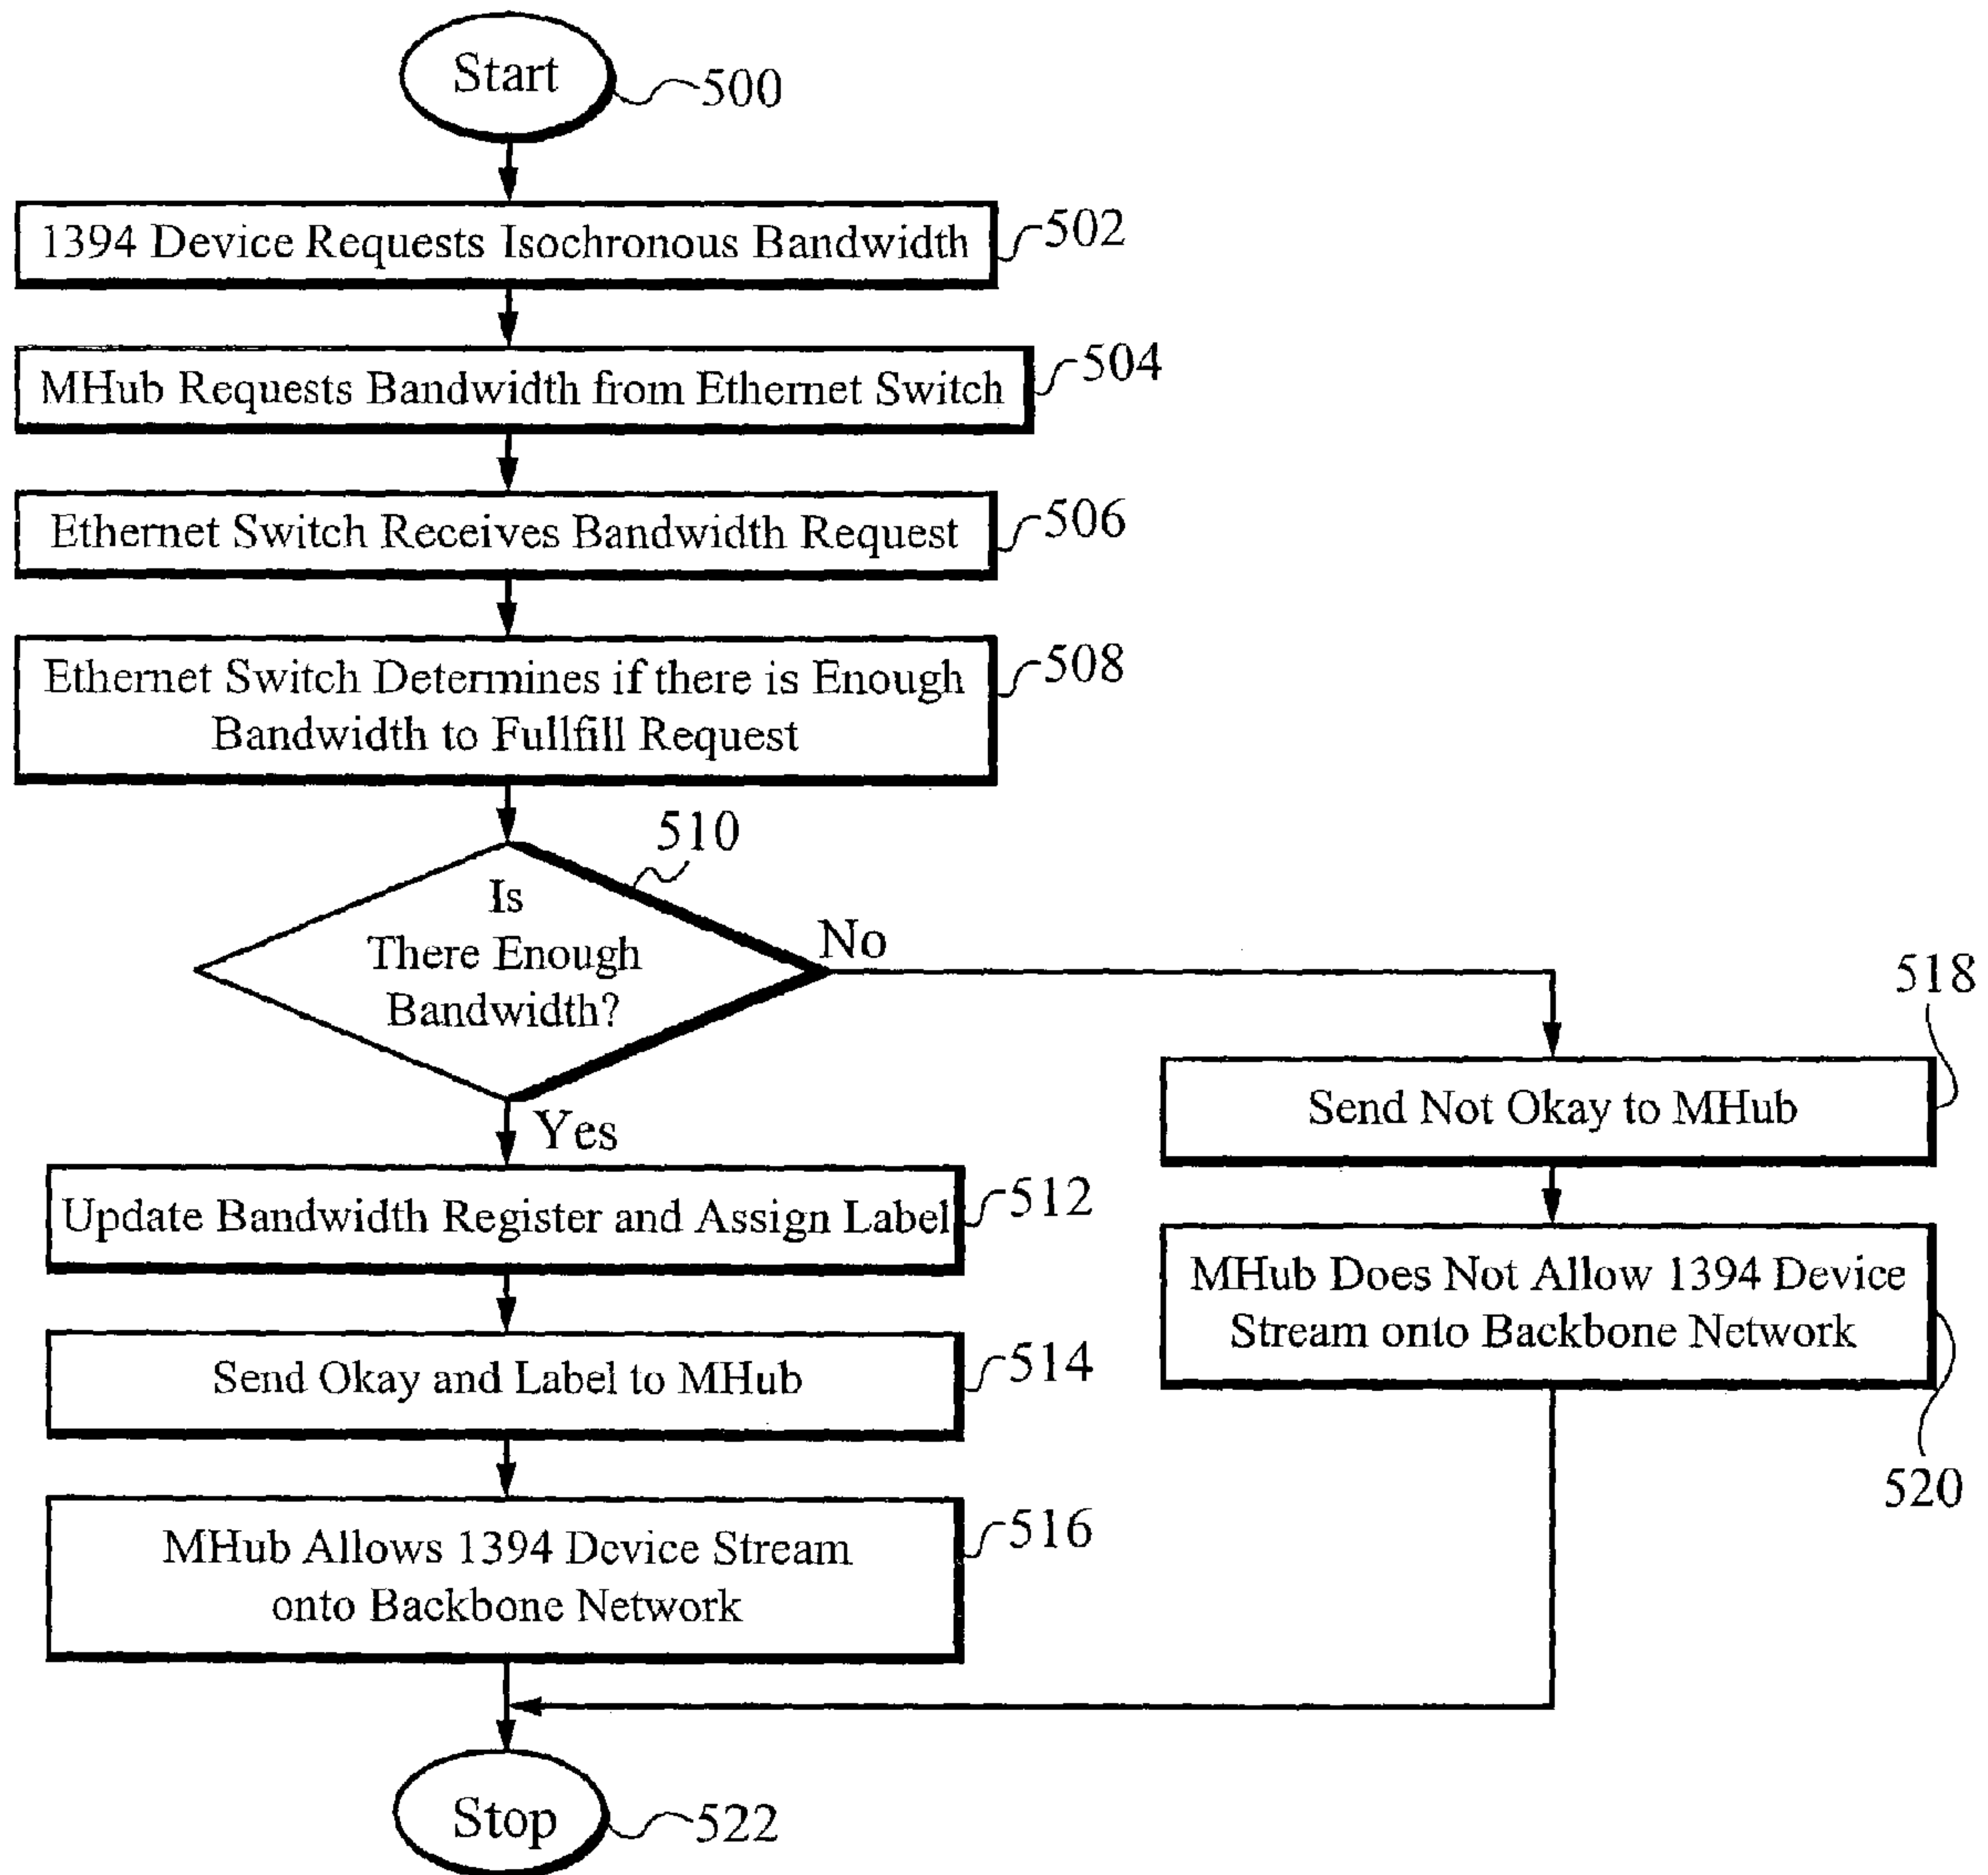 Start
500
1394 Device Requests Isochronous Bandwidth
502
MHub Requests Bandwidth from Ethernet Switch
504
Ethernet Switch Receives Bandwidth Request
506
Ethernet Switch Determines if there is Enough
Bandwidth to Fullfill Request
508
510
Is
There Enough
Bandwidth?
No
Yes
518
Send Not Okay to MHub
Update Bandwidth Register and Assign Label
512
MHub Does Not Allow 1394 Device
Stream onto Backbone Network
520
Send Okay and Label to MHub
514
MHub Allows 1394 Device Stream
onto Backbone Network
516
Stop
522